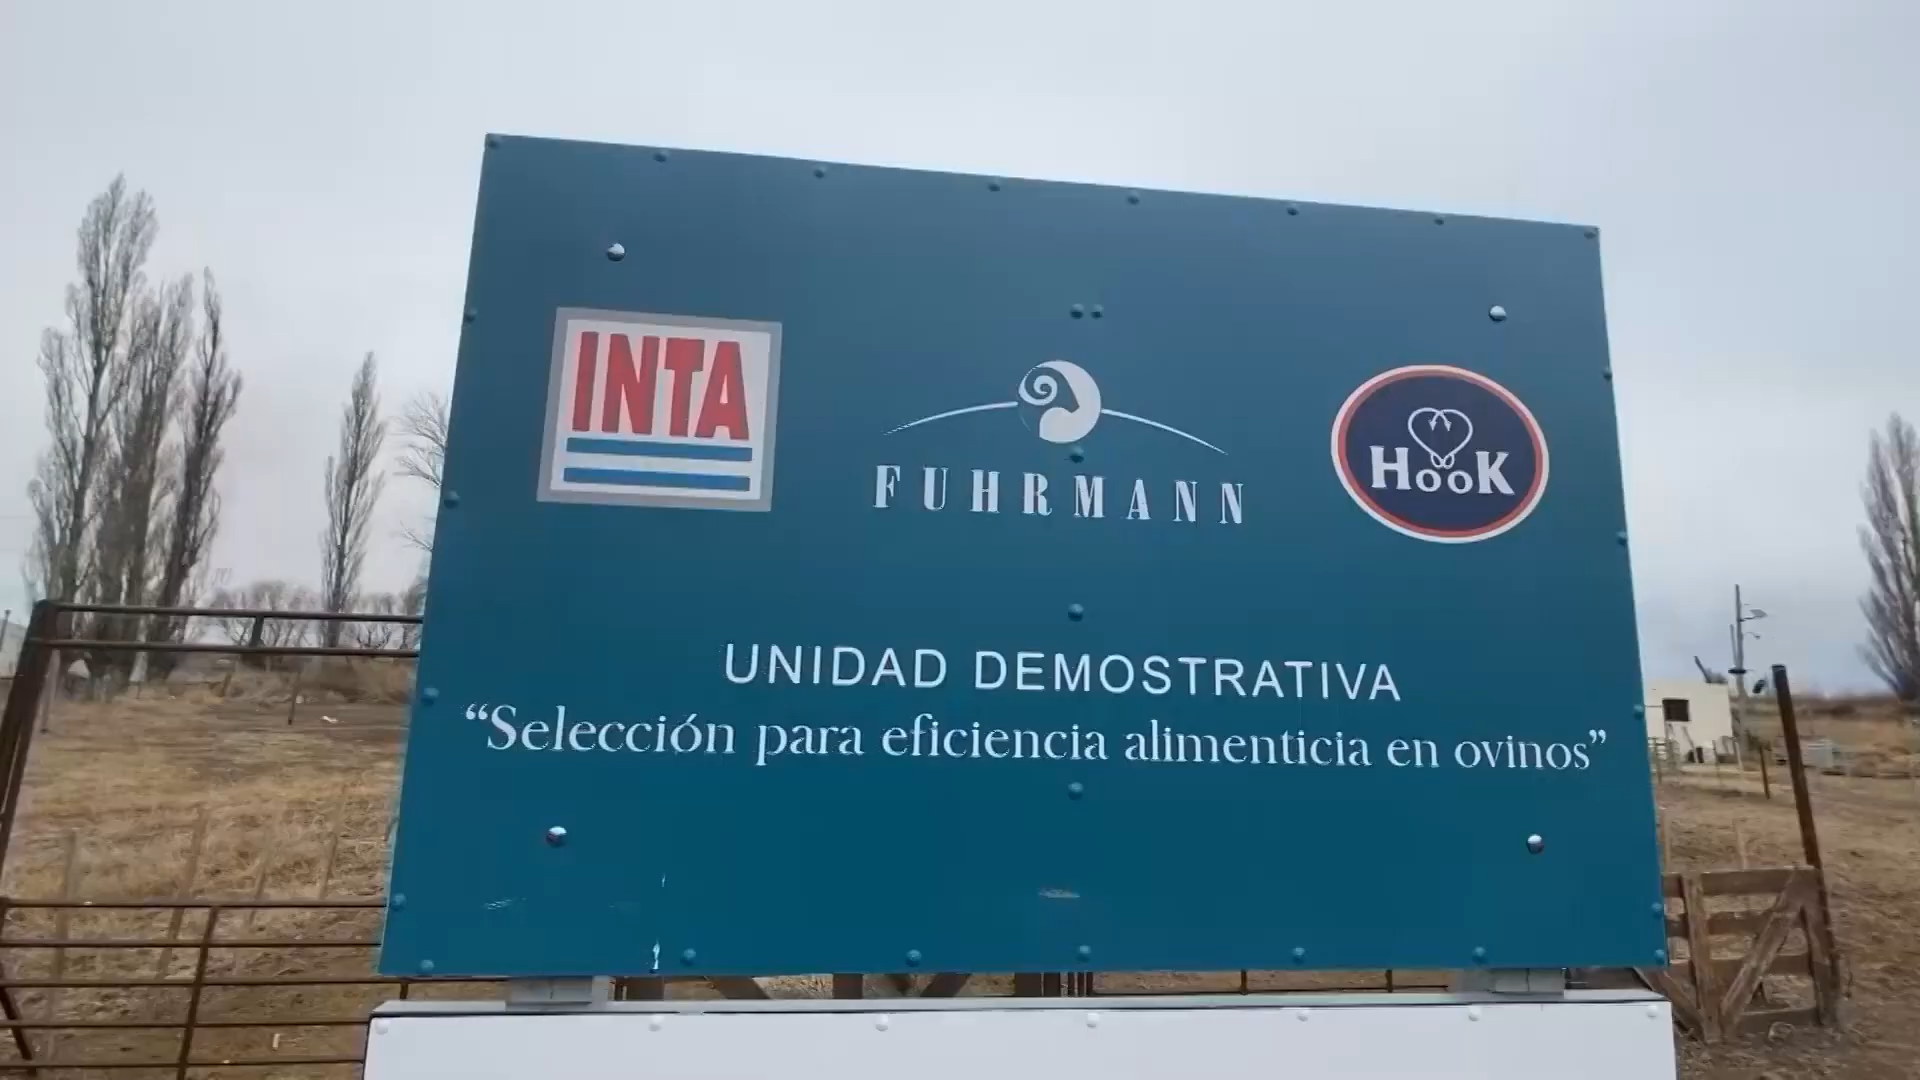 INTA
FUHRMANN
HooK
UNIDAD DEMOSTRATIVA
“Selección para eficiencia alimenticia en ovinos”